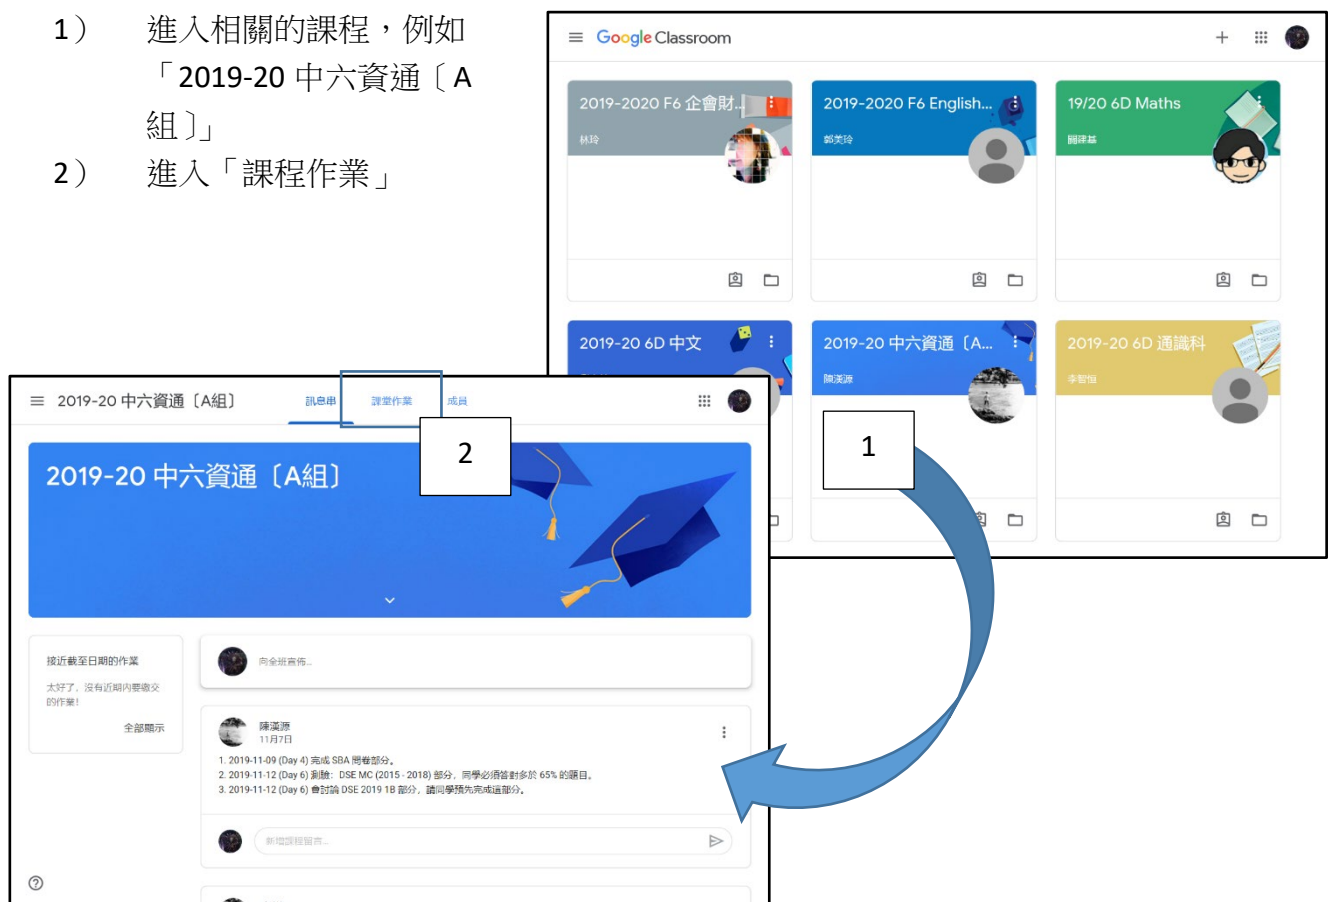 1） 進入相關的課程，例如
「2019-20 中六資通〔A
組〕」
2） 進入「課程作業」
Google Classroom
2019-2020 F6 企會財...
林玲
2019-2020 F6 English...
郭美玲
19/20 6D Maths
關建基
2019-20 6D 中文
2019-20 中六資通〔A...
陳漢源
2019-20 6D 通識科
李智恒
1
2019-20 中六資通〔A組〕
訊息串
課堂作業
成員
2
2019-20 中六資通〔A組〕
接近截至日期的作業
太好了，沒有近期內要繳交
的作業！
全部顯示
向全班宣佈...
陳漢源
11月7日
1. 2019-11-09 (Day 4) 完成 SBA 問卷部分。
2. 2019-11-12 (Day 6) 測驗：DSE MC (2015 - 2018) 部分，同學必須答對多於 65% 的題目。
3. 2019-11-12 (Day 6) 會討論 DSE 2019 1B 部分，請同學預先完成這部分。
新增課程留言...